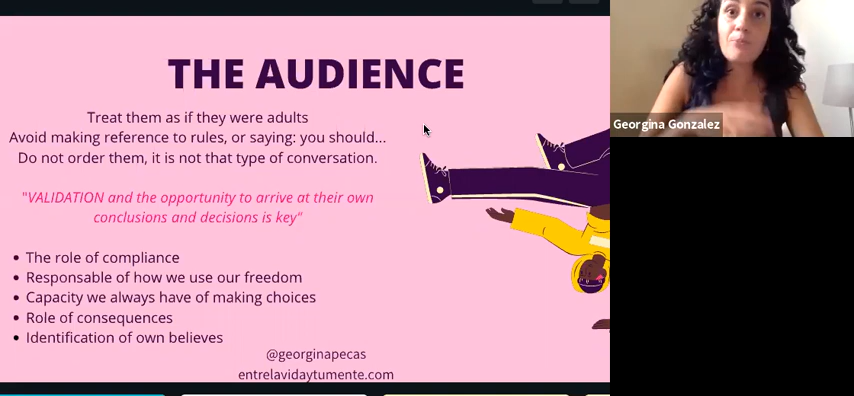 THE AUDIENCE
Treat them as if they were adults
Avoid making reference to rules, or saying: you should...
Do not order them, it is not that type of conversation.
"VALIDATION and the opportunity to arrive at their own
conclusions and decisions is key"
• The role of compliance
• Responsable of how we use our freedom
• Capacity we always have of making choices
• Role of consequences
• Identification of own believes
@georginapecas
entrelavidaytumente.com
Georgina Gonzalez